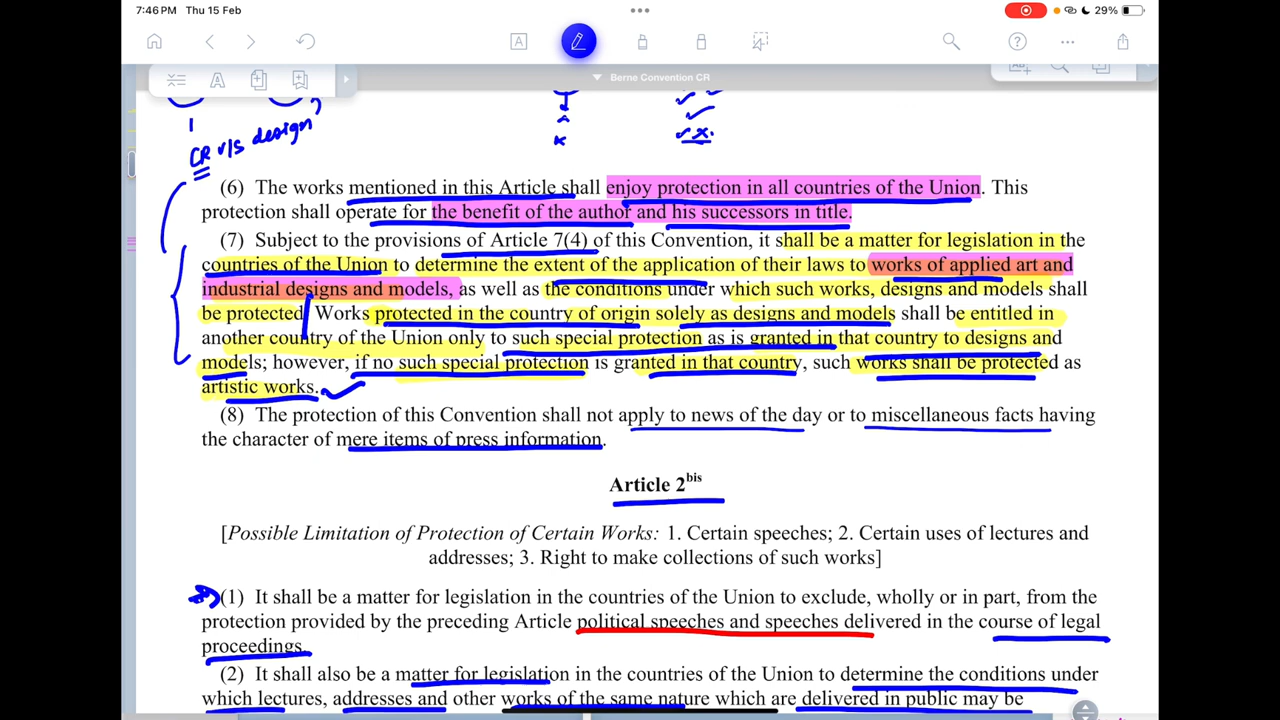 7:46 PM Thu 15 Feb
29%
Berne Convention CR
CR v/s design
(6) The works mentioned in this Article shall enjoy protection in all countries of the Union. This
protection shall operate for the benefit of the author and his successors in title.
(7) Subject to the provisions of Article 7(4) of this Convention, it shall be a matter for legislation in the
countries of the Union to determine the extent of the application of their laws to works of applied art and
industrial designs and models, as well as the conditions under which such works, designs and models shall
be protected. Works protected in the country of origin solely as designs and models shall be entitled in
another country of the Union only to such special protection as is granted in that country to designs and
models; however, if no such special protection is granted in that country, such works shall be protected as
artistic works.
(8) The protection of this Convention shall not apply to news of the day or to miscellaneous facts having
the character of mere items of press information.
Article 2bis
[Possible Limitation of Protection of Certain Works: 1. Certain speeches; 2. Certain uses of lectures and
addresses; 3. Right to make collections of such works]
(1) It shall be a matter for legislation in the countries of the Union to exclude, wholly or in part, from the
protection provided by the preceding Article political speeches and speeches delivered in the course of legal
proceedings.
(2) It shall also be a matter for legislation in the countries of the Union to determine the conditions under
which lectures, addresses and other works of the same nature which are delivered in public may be